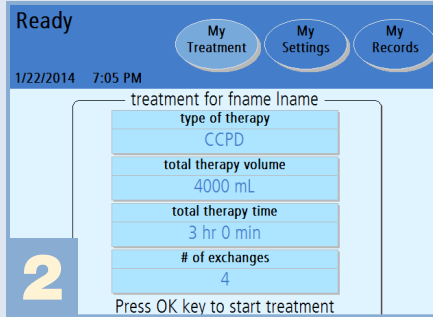 Ready
My Treatment
My Settings
My Records
1/22/2014 7:05 PM
treatment for fname lname
type of therapy
CCPD
total therapy volume
4000 mL
total therapy time
3 hr 0 min
# of exchanges
4
2
Press OK key to start treatment